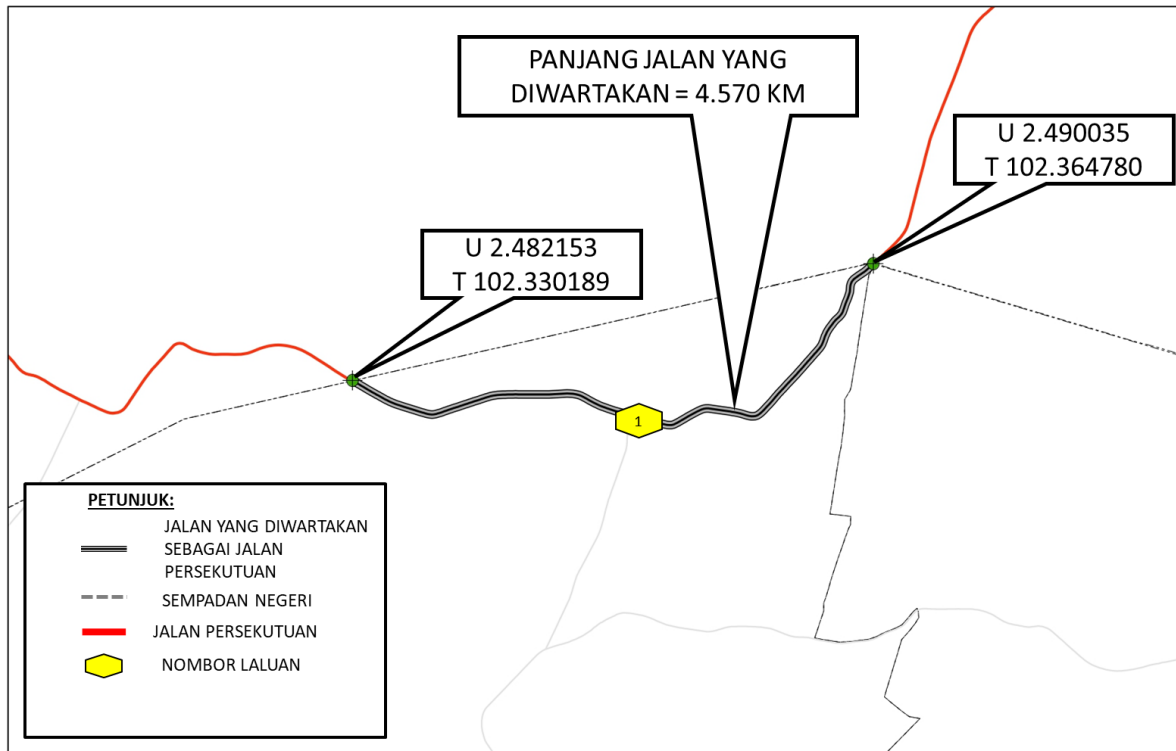 PANJANG JALAN YANG
DIWARTAKAN = 4.570 KM
U 2.490035
T 102.364780
U 2.482153
T 102.330189
1
PETUNJUK:
JALAN YANG DIWARTAKAN
SEBAGAI JALAN
PERSEKUTUAN
SEMPADAN NEGERI
JALAN PERSEKUTUAN
NOMBOR LALUAN